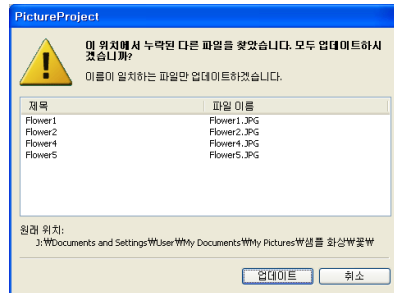 PictureProject
이 위치에서 누락된 다른 파일을 찾았습니다. 모두 업데이트하시
겠습니까?
이름이 일치하는 파일만 업데이트하겠습니다.
제목 파일 이름
Flower1 Flower1.JPG
Flower2 Flower2.JPG
Flower4 Flower4.JPG
Flower5 Flower5.JPG
원래 위치:
J:₩Documents and Settings₩User₩My Documents₩My Pictures₩샘플 화상₩꽃₩
업데이트 취소